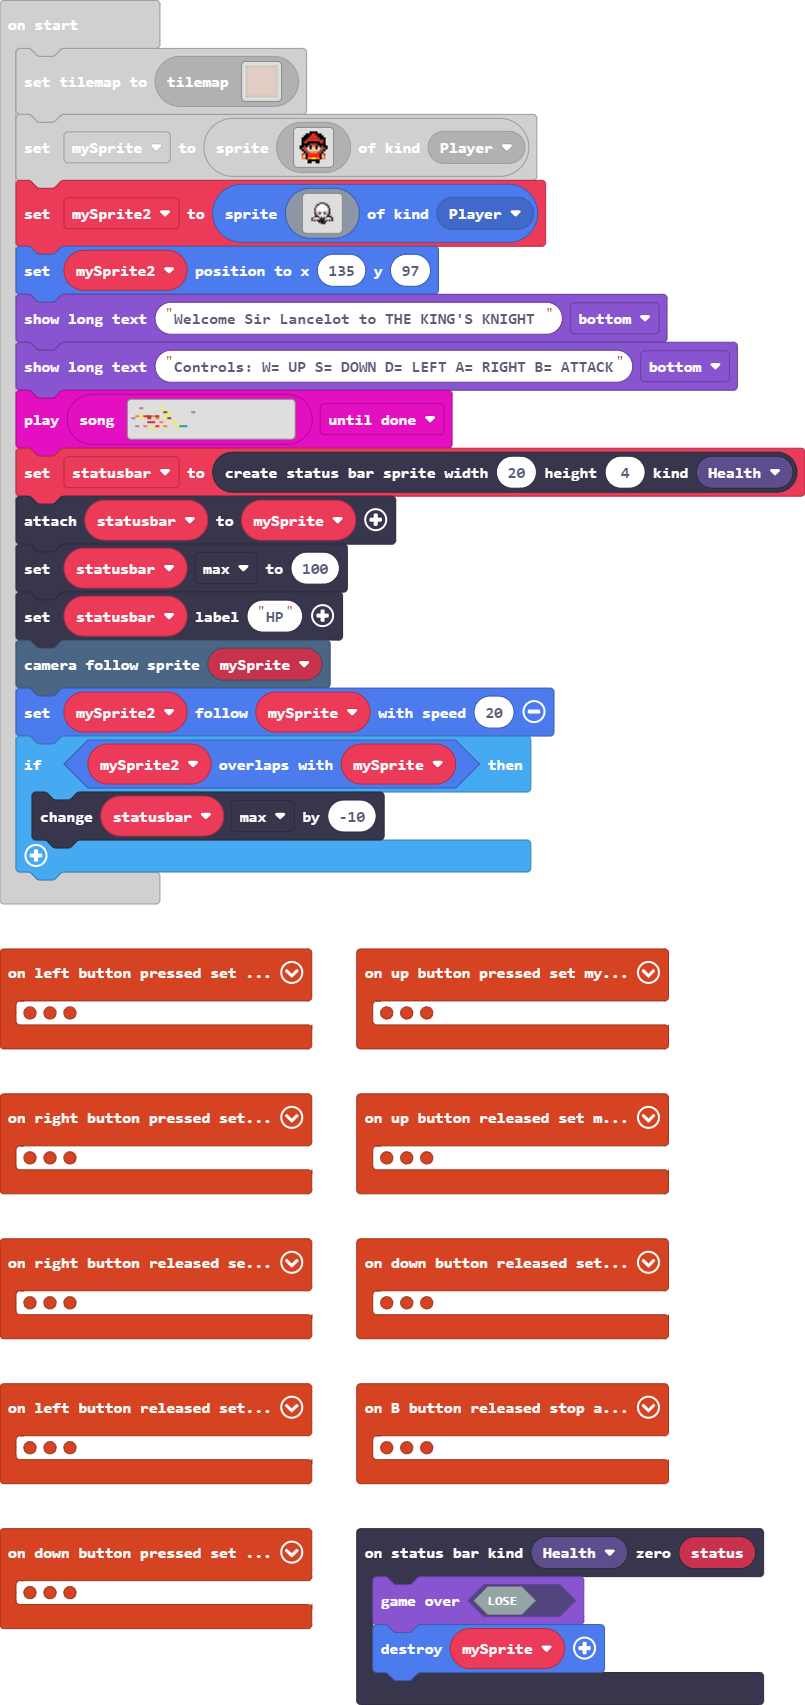 on start
set tilemap to tilemap
set mySprite to sprite of kind Player
set mySprite2 to sprite of kind Player
set mySprite2 position to x 135 y 97
show long text "Welcome Sir Lancelot to THE KING'S KNIGHT " bottom
show long text "Controls: W= UP S= DOWN D= LEFT A= RIGHT B= ATTACK" bottom
play song until done
set statusbar to create status bar sprite width 20 height 4 kind Health
attach statusbar to mySprite
set statusbar max to 100
set statusbar label "HP"
camera follow sprite mySprite
set mySprite2 follow mySprite with speed 20
if mySprite2 overlaps with mySprite then
change statusbar max by -10
on left button pressed set ...
on up button pressed set my...
on right button pressed set...
on up button released set m...
on right button released se...
on down button released set...
on left button released set...
on B button released stop a...
on down button pressed set ...
on status bar kind Health zero status
game over LOSE
destroy mySprite